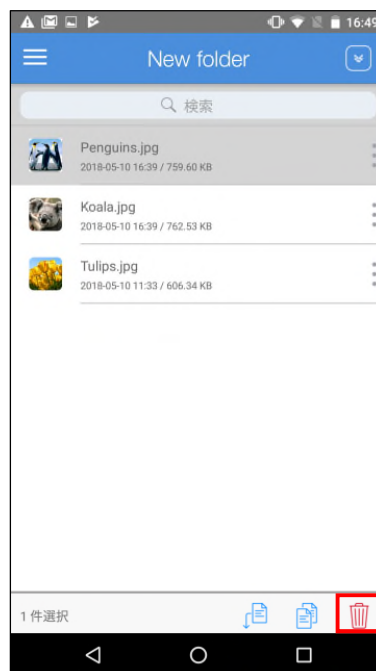 16:49
New folder
検索
Penguins.jpg
2018-05-10 16:39 / 759.60 KB
Koala.jpg
2018-05-10 16:39 / 762.53 KB
Tulips.jpg
2018-05-10 11:33 / 606.34 KB
1 件選択